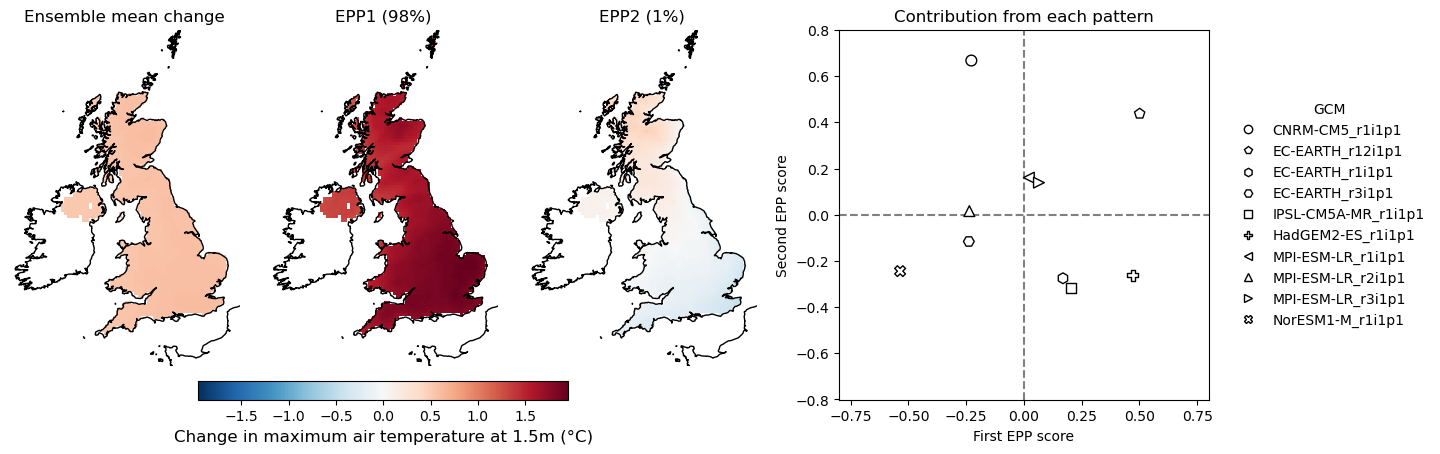 Ensemble mean change
EPP1 (98%)
EPP2 (1%)
Contribution from each pattern
−1.5 −1.0 −0.5 0.0 0.5 1.0 1.5
Change in maximum air temperature at 1.5m (°C)
Second EPP score
0.8
0.6
0.4
0.2
0.0
−0.2
−0.4
−0.6
−0.8
−0.75 −0.50 −0.25 0.00 0.25 0.50 0.75
First EPP score
GCM
CNRM-CM5_r1i1p1
EC-EARTH_r12i1p1
EC-EARTH_r1i1p1
EC-EARTH_r3i1p1
IPSL-CM5A-MR_r1i1p1
HadGEM2-ES_r1i1p1
MPI-ESM-LR_r1i1p1
MPI-ESM-LR_r2i1p1
MPI-ESM-LR_r3i1p1
NorESM1-M_r1i1p1